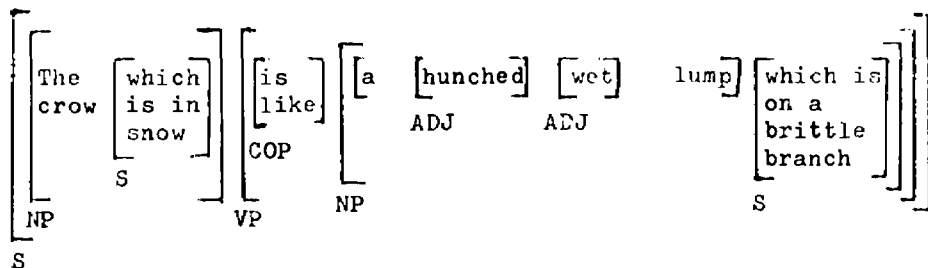 The crow which is in snow is like a hunched wet lump which is on a brittle branch
ADJ ADJ
COP
S S
NP VP NP
S